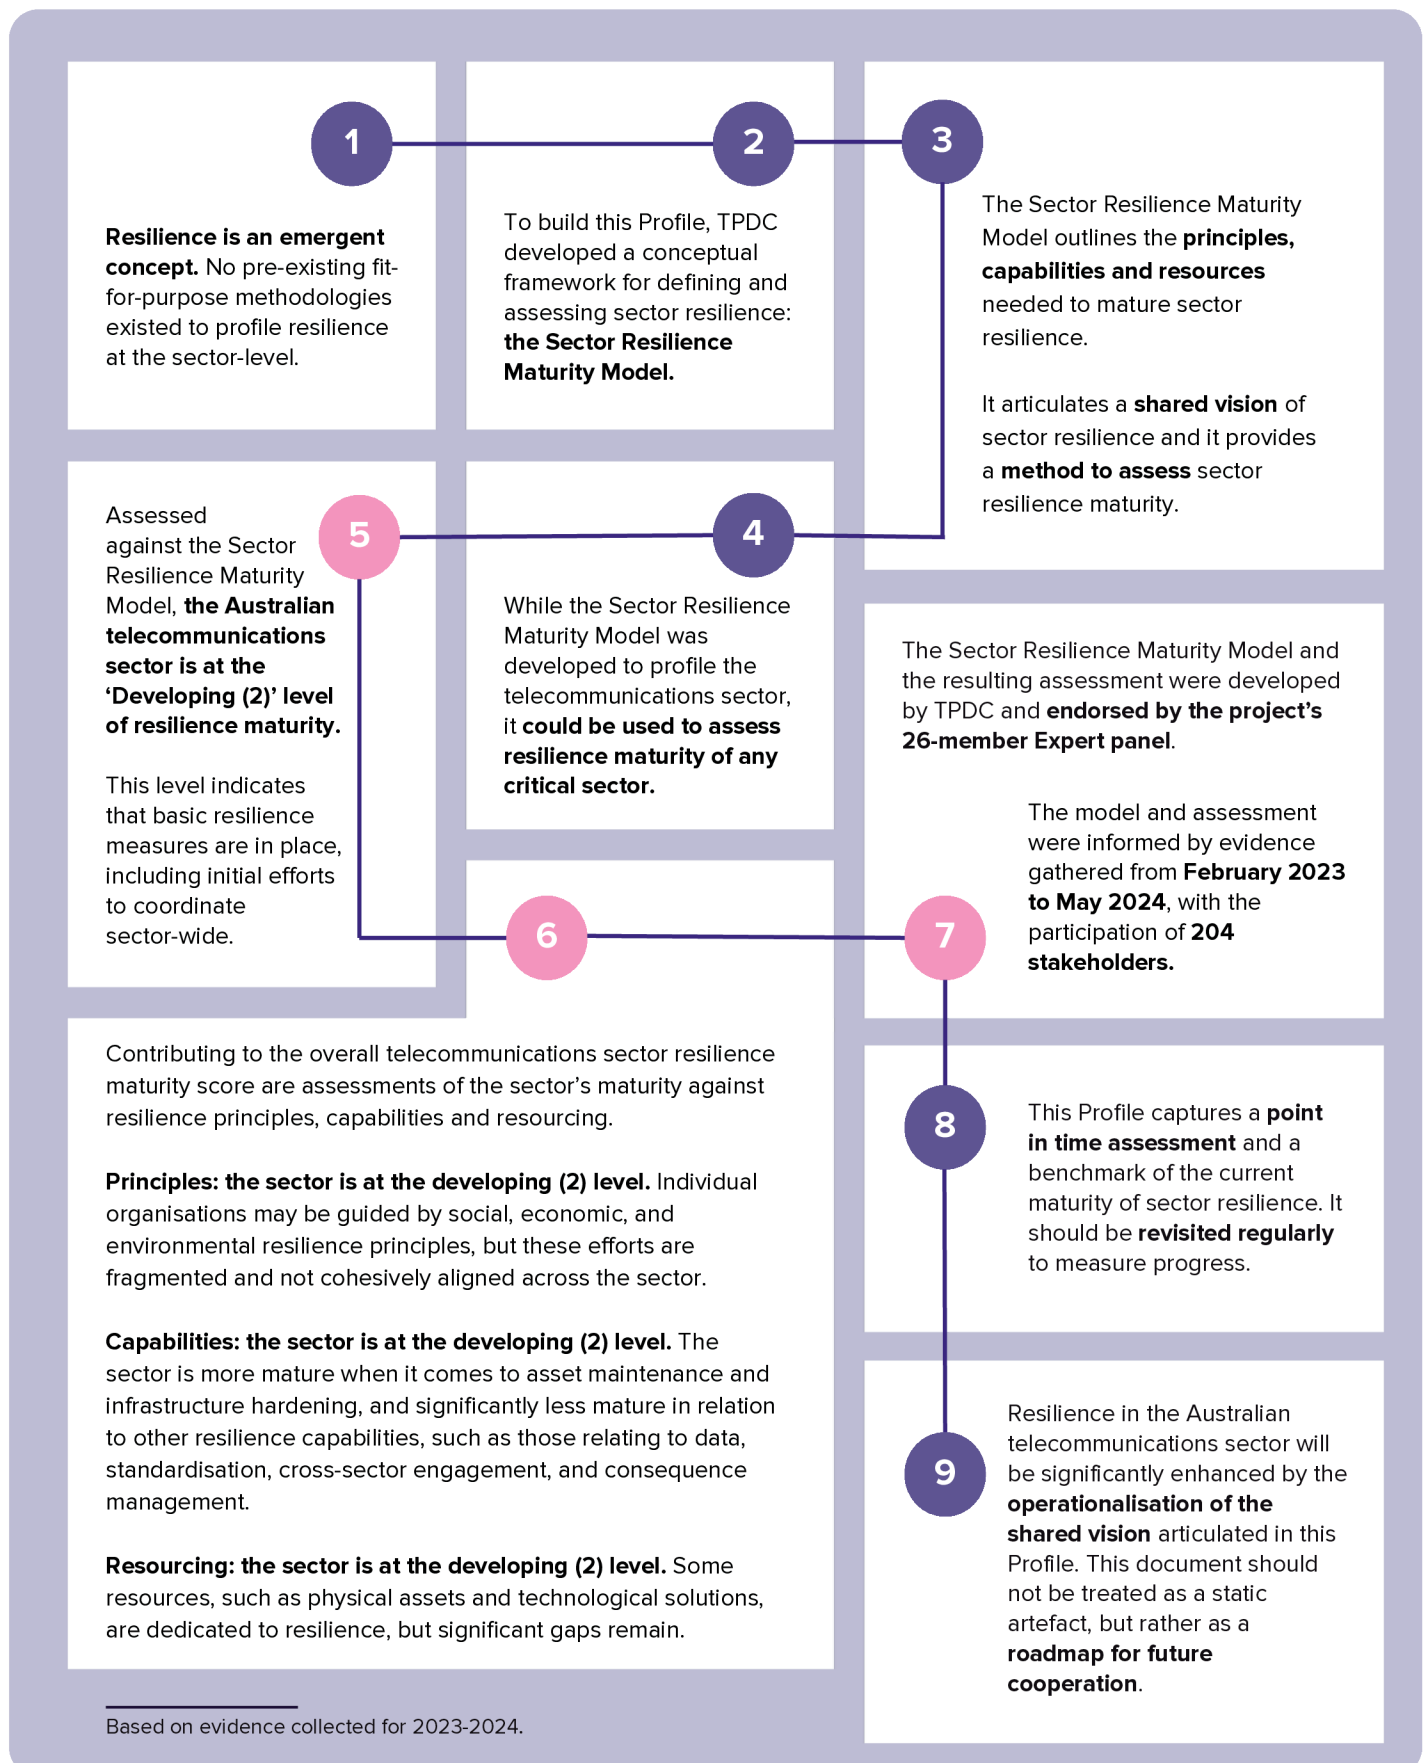 1
Resilience is an emergent
concept. No pre-existing fit-
for-purpose methodologies
existed to profile resilience
at the sector-level.
2
To build this Profile, TPDC
developed a conceptual
framework for defining and
assessing sector resilience:
the Sector Resilience
Maturity Model.
3
The Sector Resilience Maturity
Model outlines the principles,
capabilities and resources
needed to mature sector
resilience.
It articulates a shared vision of
sector resilience and it provides
a method to assess sector
resilience maturity.
4
While the Sector Resilience
Maturity Model was
developed to profile the
telecommunications sector,
it could be used to assess
resilience maturity of any
critical sector.
5
Assessed
against the Sector
Resilience Maturity
Model, the Australian
telecommunications
sector is at the
‘Developing (2)’ level
of resilience maturity.
This level indicates
that basic resilience
measures are in place,
including initial efforts
to coordinate
sector-wide.
6
Contributing to the overall telecommunications sector resilience
maturity score are assessments of the sector’s maturity against
resilience principles, capabilities and resourcing.
Principles: the sector is at the developing (2) level. Individual
organisations may be guided by social, economic, and
environmental resilience principles, but these efforts are
fragmented and not cohesively aligned across the sector.
Capabilities: the sector is at the developing (2) level. The
sector is more mature when it comes to asset maintenance and
infrastructure hardening, and significantly less mature in relation
to other resilience capabilities, such as those relating to data,
standardisation, cross-sector engagement, and consequence
management.
Resourcing: the sector is at the developing (2) level. Some
resources, such as physical assets and technological solutions,
are dedicated to resilience, but significant gaps remain.
7
The Sector Resilience Maturity Model and
the resulting assessment were developed
by TPDC and endorsed by the project’s
26-member Expert panel.
The model and assessment
were informed by evidence
gathered from February 2023
to May 2024, with the
participation of 204
stakeholders.
8
This Profile captures a point
in time assessment and a
benchmark of the current
maturity of sector resilience. It
should be revisited regularly
to measure progress.
9
Resilience in the Australian
telecommunications sector will
be significantly enhanced by the
operationalisation of the
shared vision articulated in this
Profile. This document should
not be treated as a static
artefact, but rather as a
roadmap for future
cooperation.
Based on evidence collected for 2023-2024.